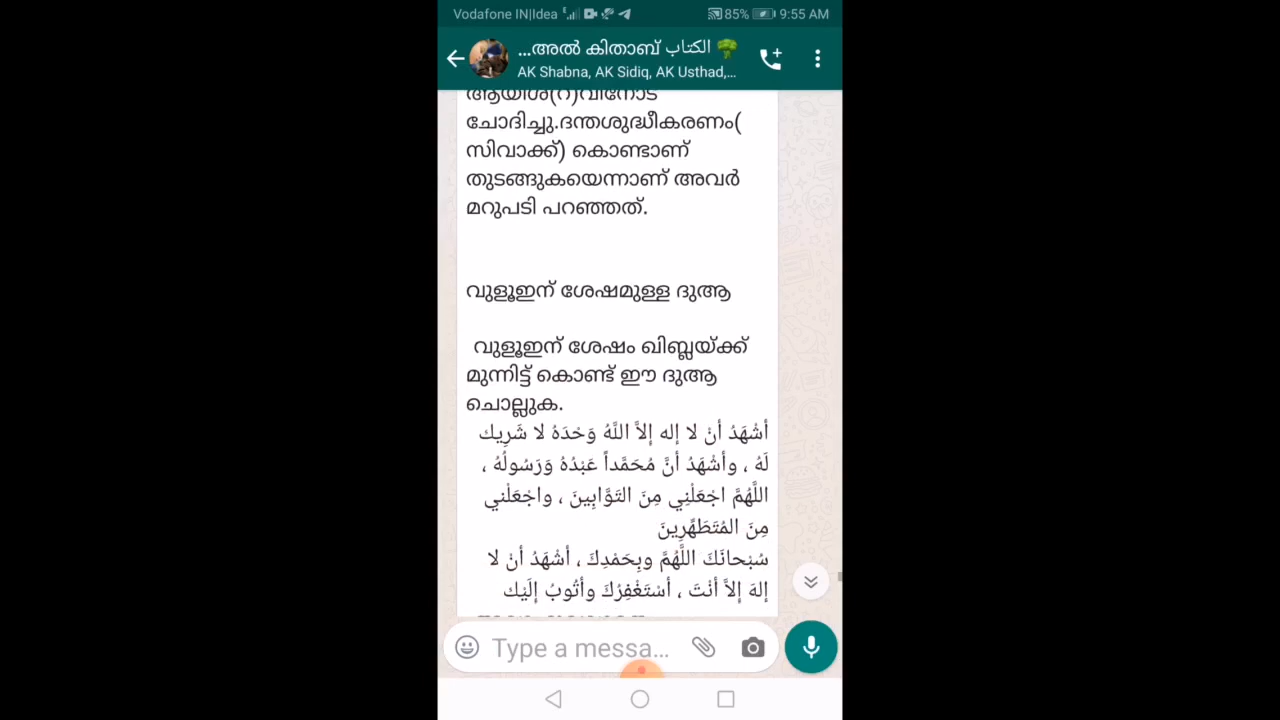 Vodafone IN|Idea E 85% 9:55 AM
...അൽ കിതാബ് الكتاب 🌳
AK Shabna, AK Sidiq, AK Usthad,...
ആയിശ(റ)വിനോട്
ചോദിച്ചു.ദന്തശുദ്ധീകരണം(
സിവാക്ക്) കൊണ്ടാണ്
തുടങ്ങുകയെന്നാണ് അവർ
മറുപടി പറഞ്ഞത്.
വുളൂഇന് ശേഷമുള്ള ദുആ
വുളൂഇന് ശേഷം ഖിബ്ലയ്ക്ക്
മുന്നിട്ട് കൊണ്ട് ഈ ദുആ
ചൊല്ലുക.
أشْهَدُ أنْ لا إله إلاَّ اللَّهُ وَحْدَهُ لا شَرِيك
لَهُ ، وأشْهَدُ أنَّ مُحَمَّداً عَبْدُهُ وَرَسُولُهُ ،
اللَّهُمَّ اجْعَلْنِي مِنَ التَوَّابِينَ ، واجْعَلْني
مِنَ المُتَطَهِّرِينَ
سُبْحانَكَ اللَّهُمَّ وبِحَمْدِكَ ، أشْهَدُ أنْ لا
إلهَ إلاَّ أنْتَ ، أسْتَغْفِرُكَ وأتُوبُ إلَيْك
Type a messa...